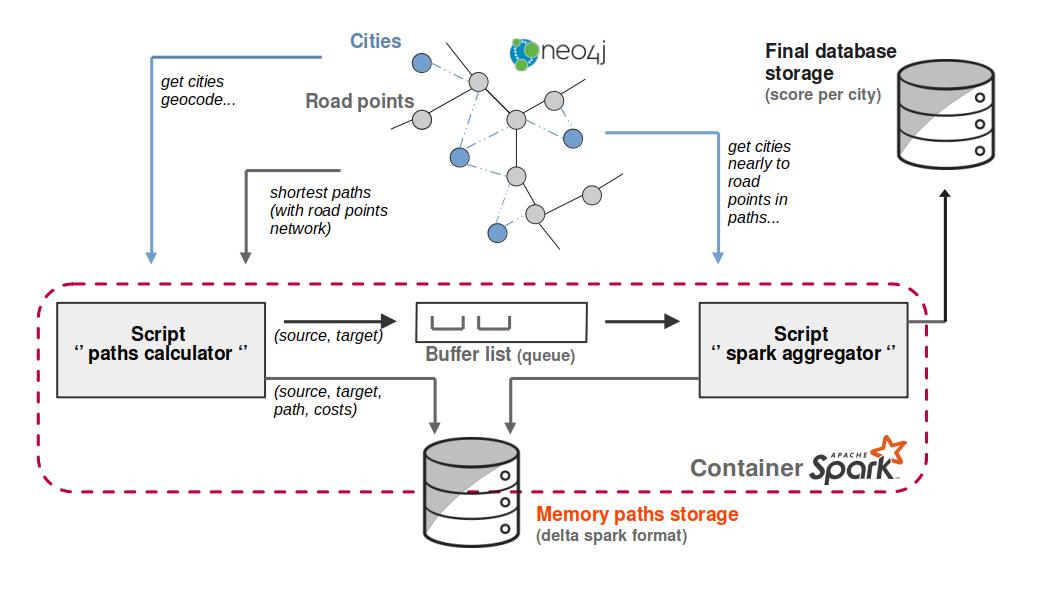 Cities
neo4j
Final database
storage
(score per city)
get cities
geocode...
Road points
get cities
nearly to
road
points in
paths...
shortest paths
(with road points
network)
Script
‘’ paths calculator ‘’
(source, target)
Buffer list (queue)
Script
‘’ spark aggregator ‘’
(source, target,
path, costs)
Container
APACHE
Spark
Memory paths storage
(delta spark format)